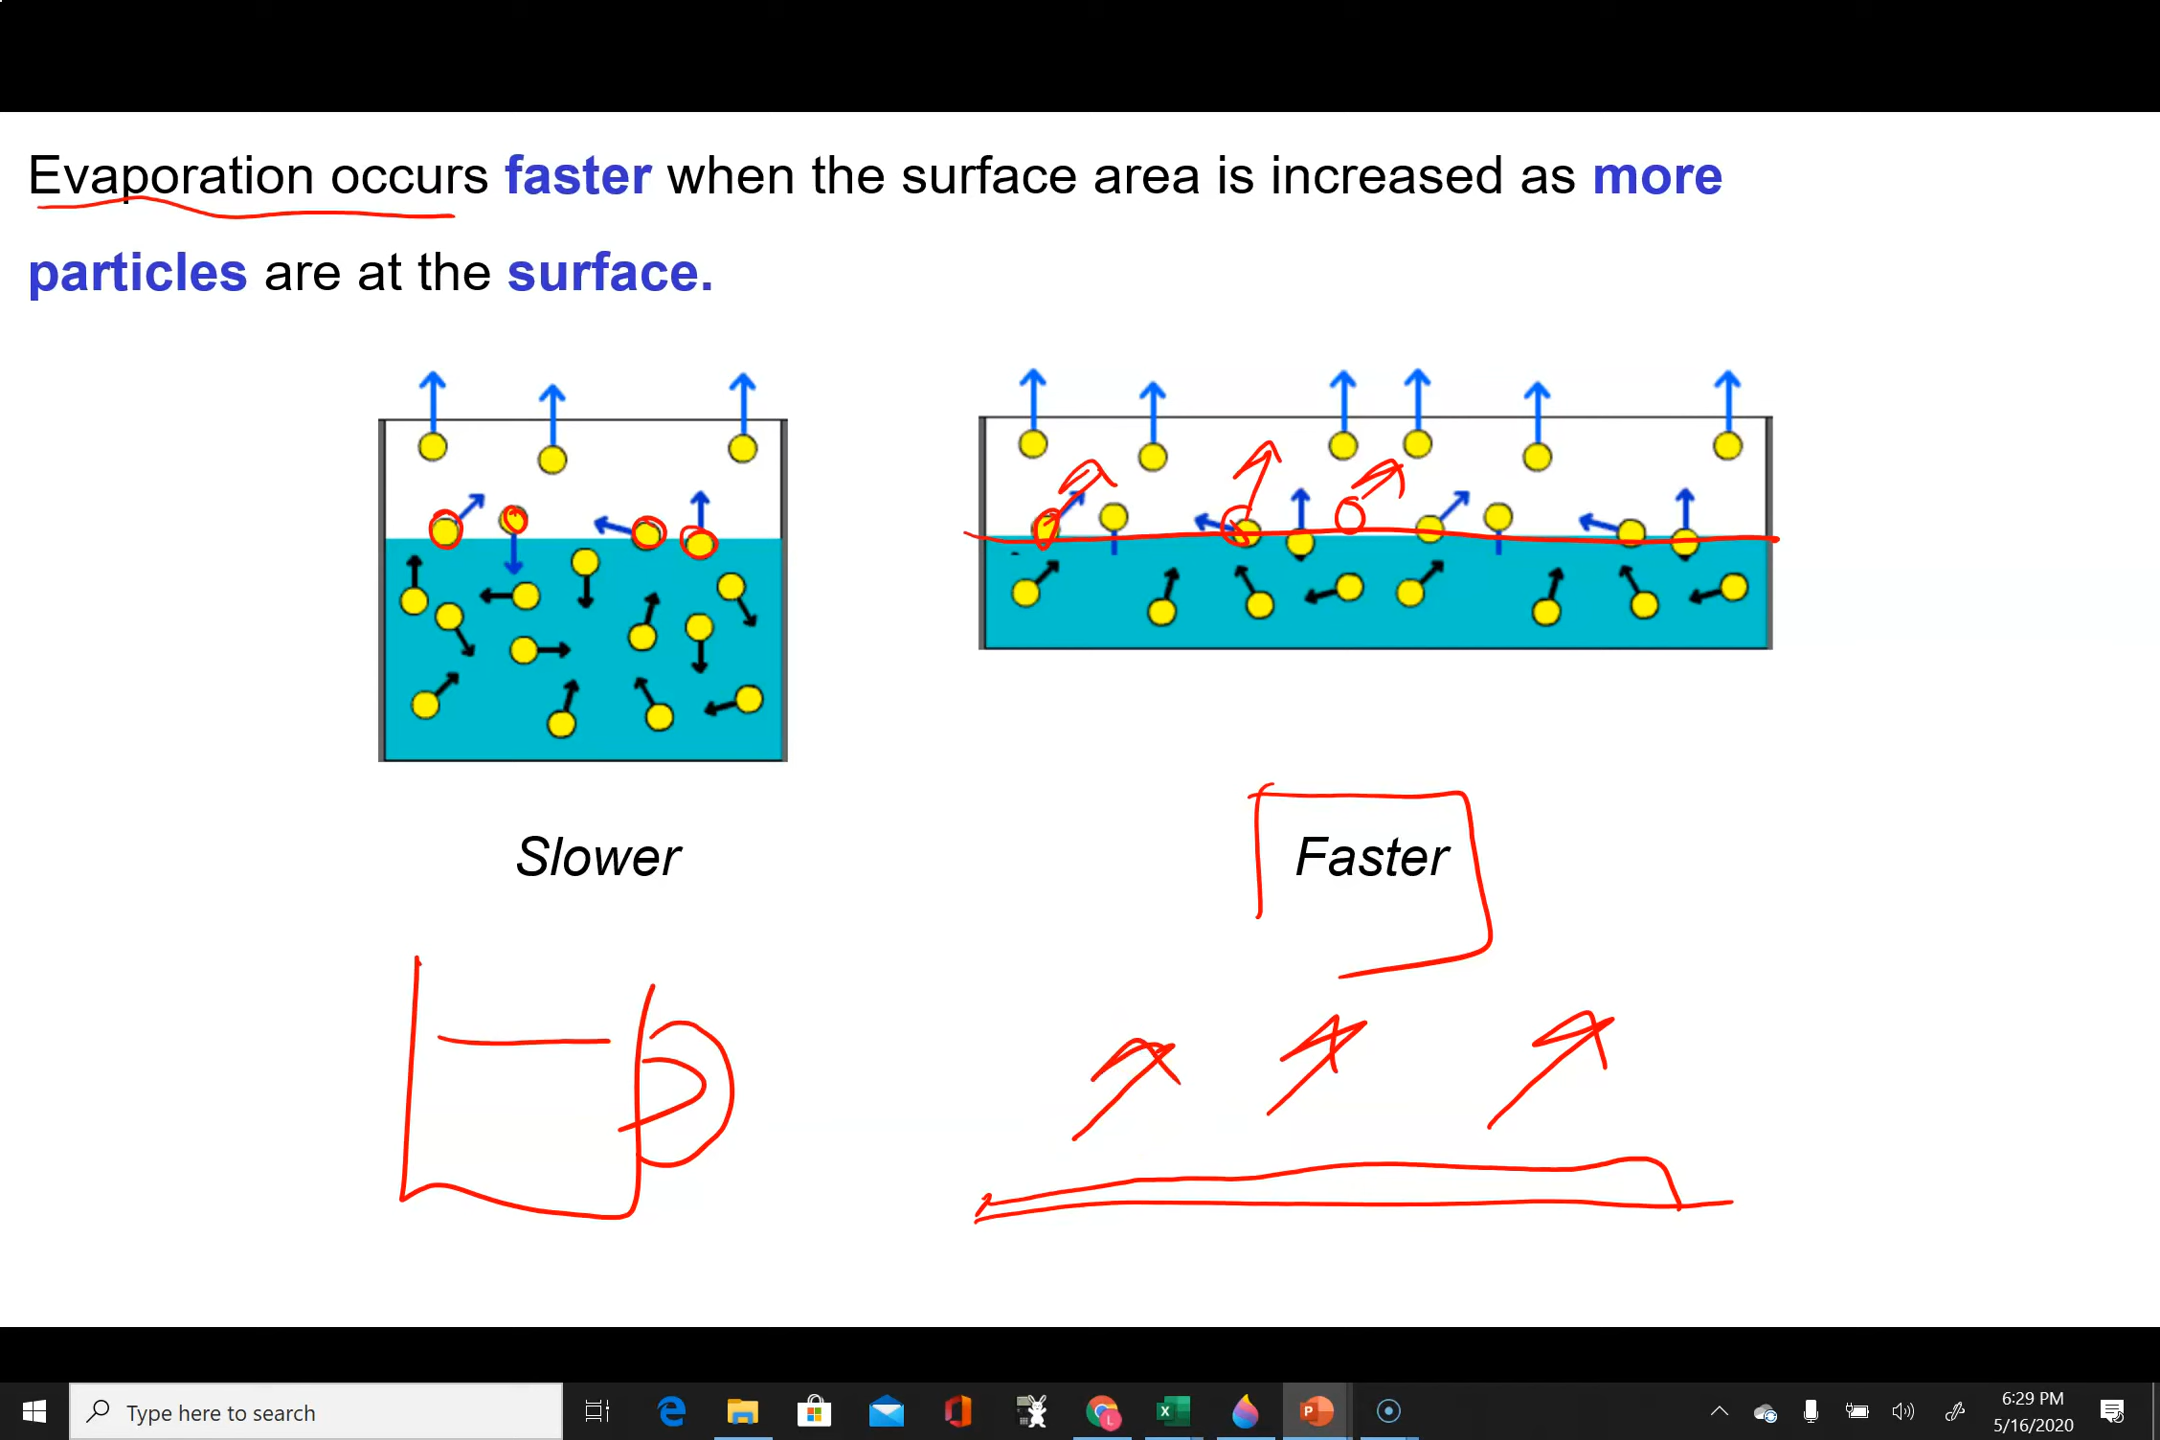 Evaporation occurs faster when the surface area is increased as more
particles are at the surface.
Slower
Faster
Type here to search
6:29 PM
5/16/2020